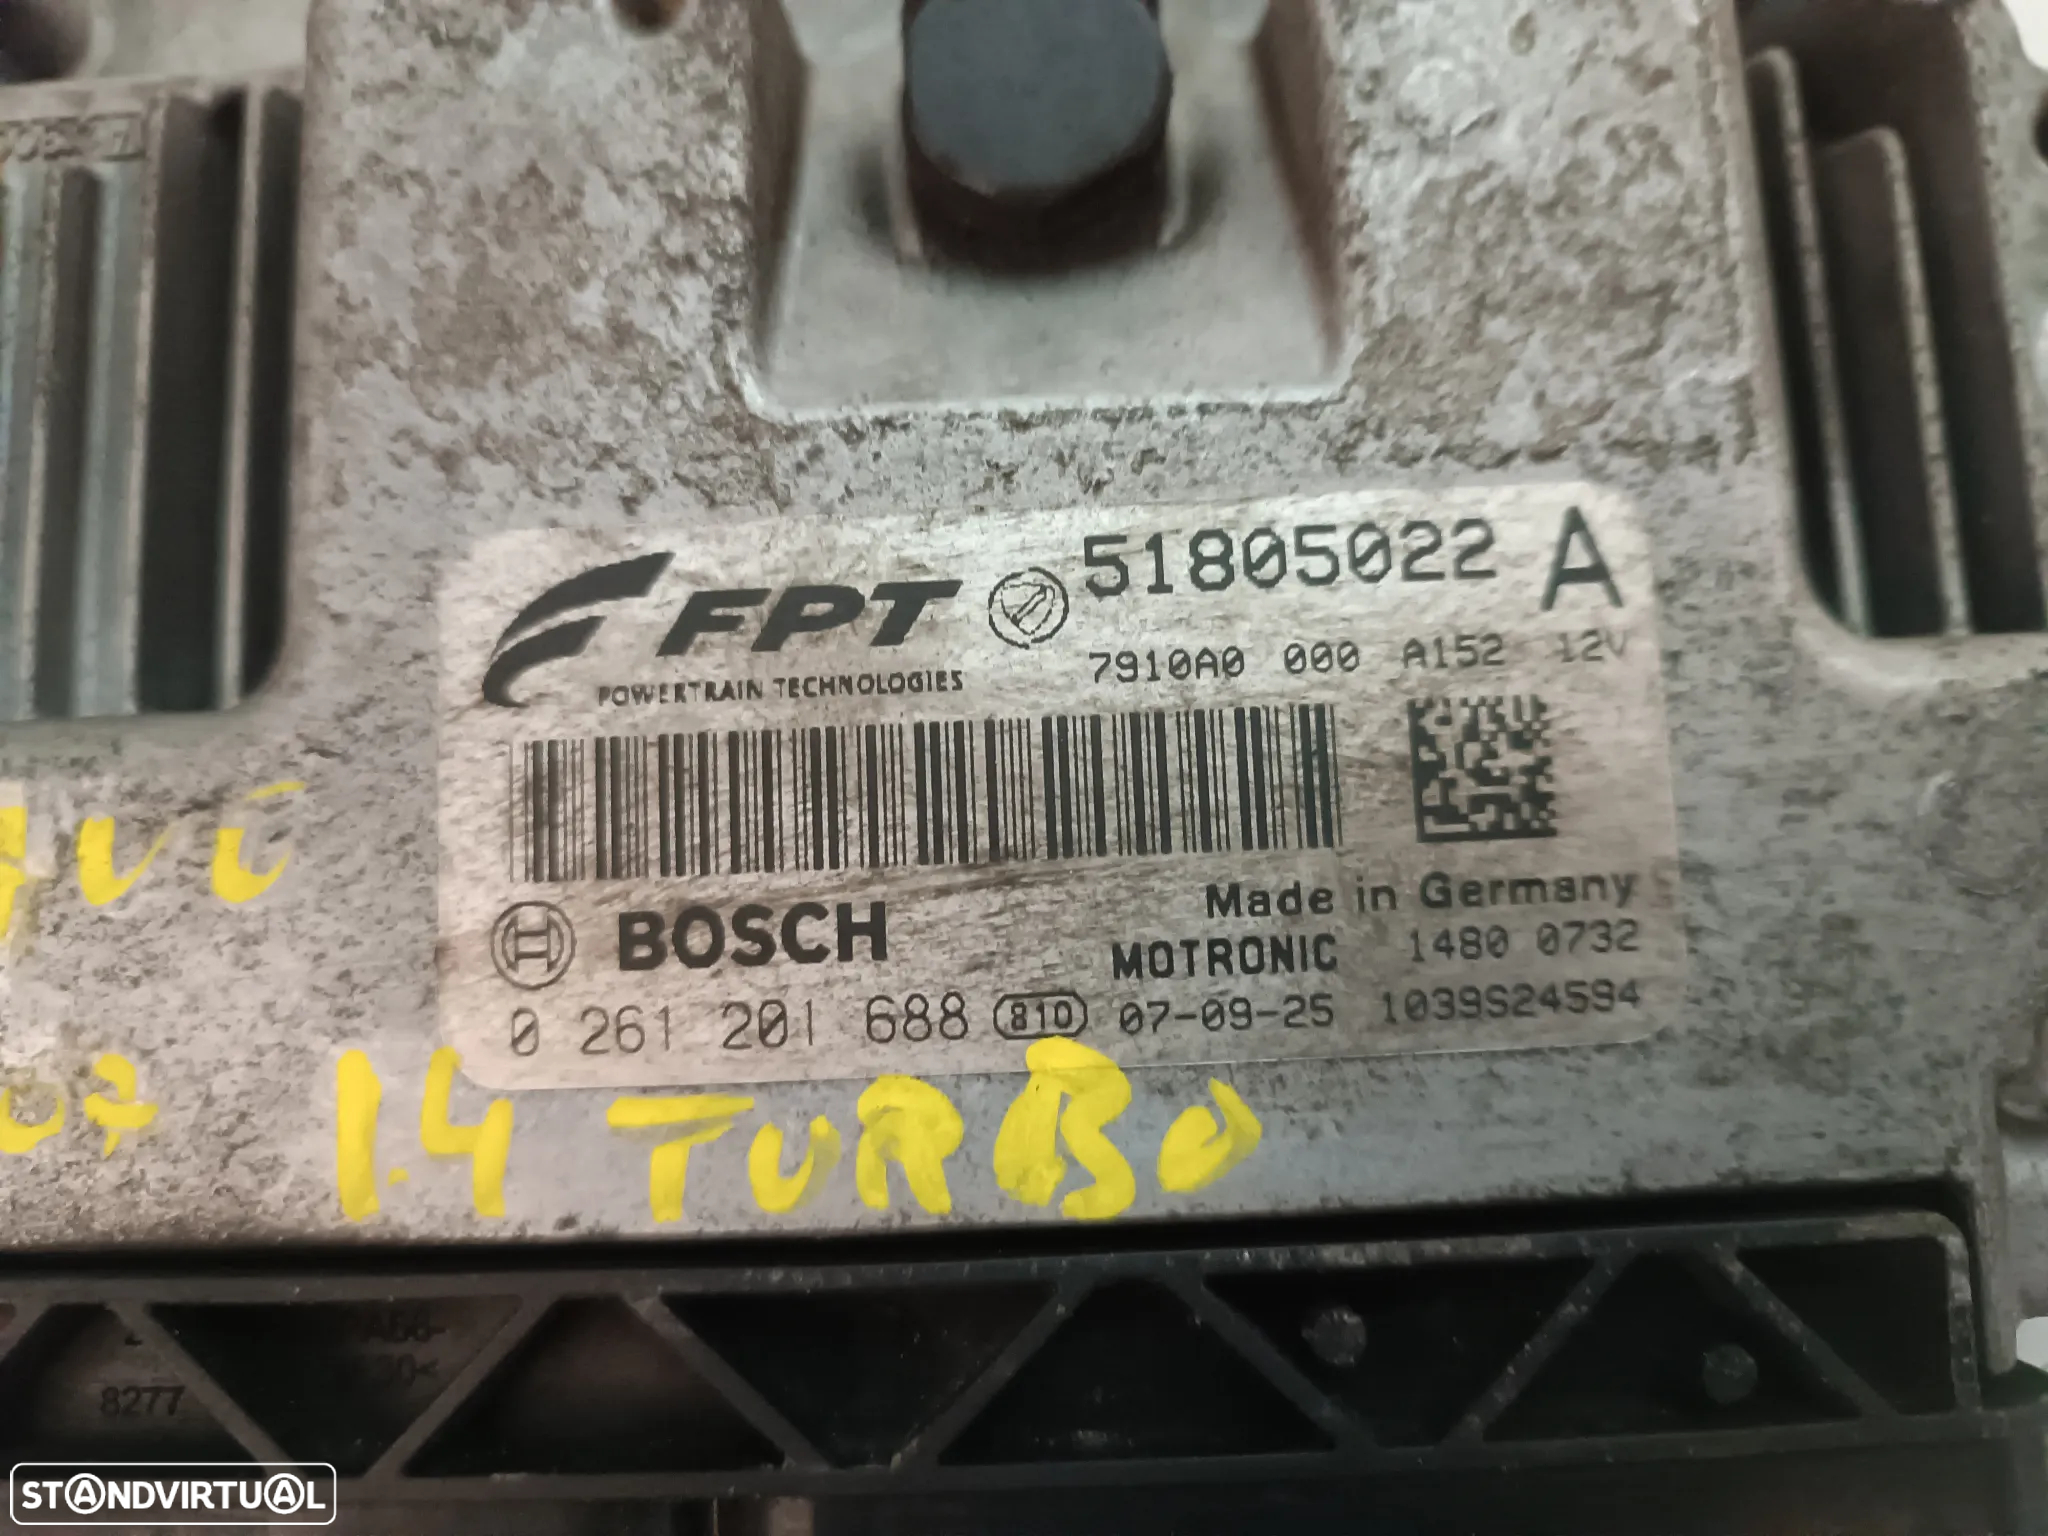 FPT 51805022 A
POWERTRAIN TECHNOLOGIES 7910A0 000 A152 12V
Made in Germany
BOSCH MOTRONIC 1480 0732
0 261 201 688 810 07-09-25 1039S24594
1.4 TURBO
8277
STANDVIRTUAL